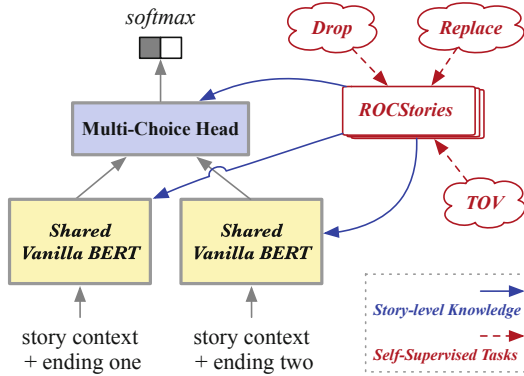 softmax
Drop
Replace
Multi-Choice Head
ROCStories
Shared
Vanilla BERT
Shared
Vanilla BERT
TOV
story context
+ ending one
story context
+ ending two
Story-level Knowledge
Self-Supervised Tasks